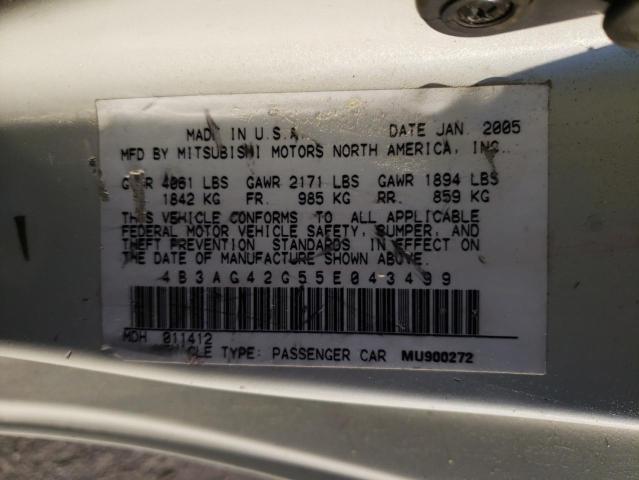 MADE IN U.S.A. DATE JAN. 2005
MFD BY MITSUBISHI MOTORS NORTH AMERICA, INC.
GVWR 4061 LBS GAWR 2171 LBS GAWR 1894 LBS
1842 KG FR. 985 KG RR. 859 KG
THIS VEHICLE CONFORMS TO ALL APPLICABLE
FEDERAL MOTOR VEHICLE SAFETY, BUMPER, AND
THEFT PREVENTION STANDARDS IN EFFECT ON
THE DATE OF MANUFACTURE SHOWN ABOVE.
4B3AG42G55E043499
MDH 011412
CLE TYPE: PASSENGER CAR MU900272